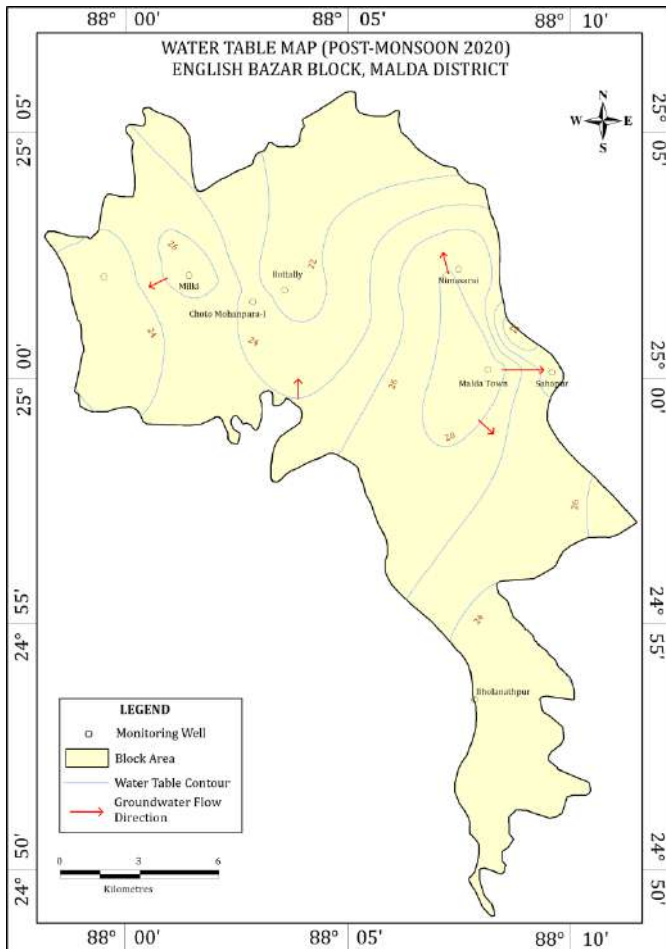 88° 00' 88° 05' 88° 10'
WATER TABLE MAP (POST-MONSOON 2020)
ENGLISH BAZAR BLOCK, MALDA DISTRICT
N
W E
S
25° 05'
25° 05'
26
Milki
Buttally
22
Choto Mohanpara-I
24
24
Nimasarai
25° 00'
25° 00'
26
Malda Town
Sahapur
28
26
24° 55'
24° 55'
Bholanathpur
LEGEND
Monitoring Well
Block Area
Water Table Contour
Groundwater Flow
Direction
0 3 6
Kilometres
24° 50'
24° 50'
88° 00' 88° 05' 88° 10'